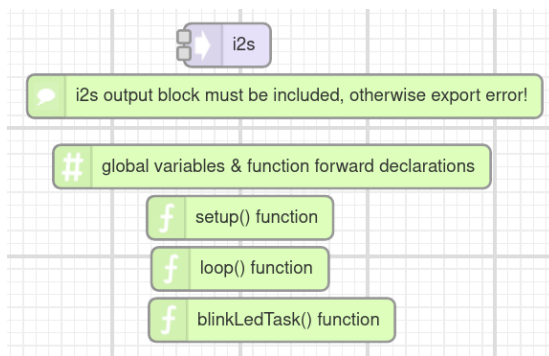 i2s
i2s output block must be included, otherwise export error!
global variables & function forward declarations
setup() function
loop() function
blinkLedTask() function